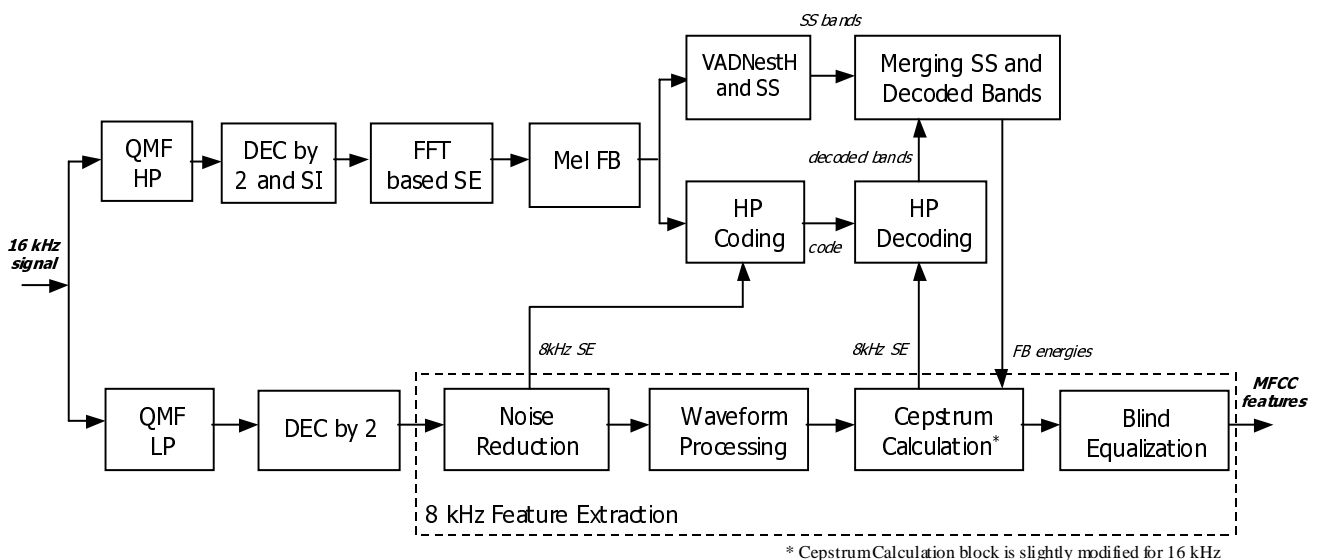 SS bands
VADNestH
and SS
Merging SS and
Decoded Bands
QMF
HP
DEC by
2 and SI
FFT
based SE
Mel FB
decoded bands
HP
Coding
code
HP
Decoding
16 kHz
signal
8kHz SE
8kHz SE
FB energies
MFCC
features
QMF
LP
DEC by 2
Noise
Reduction
Waveform
Processing
Cepstrum
Calculation*
Blind
Equalization
8 kHz Feature Extraction
* Cepstrum Calculation block is slightly modified for 16 kHz